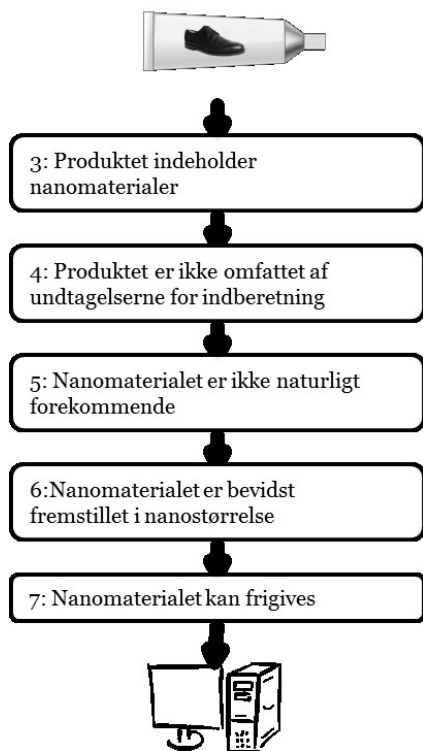 3: Produktet indeholder
nanomaterialer
4: Produktet er ikke omfattet af
undtagelserne for indberetning
5: Nanomaterialet er ikke naturligt
forekommende
6:Nanomaterialet er bevidst
fremstillet i nanostørrelse
7: Nanomaterialet kan frigives